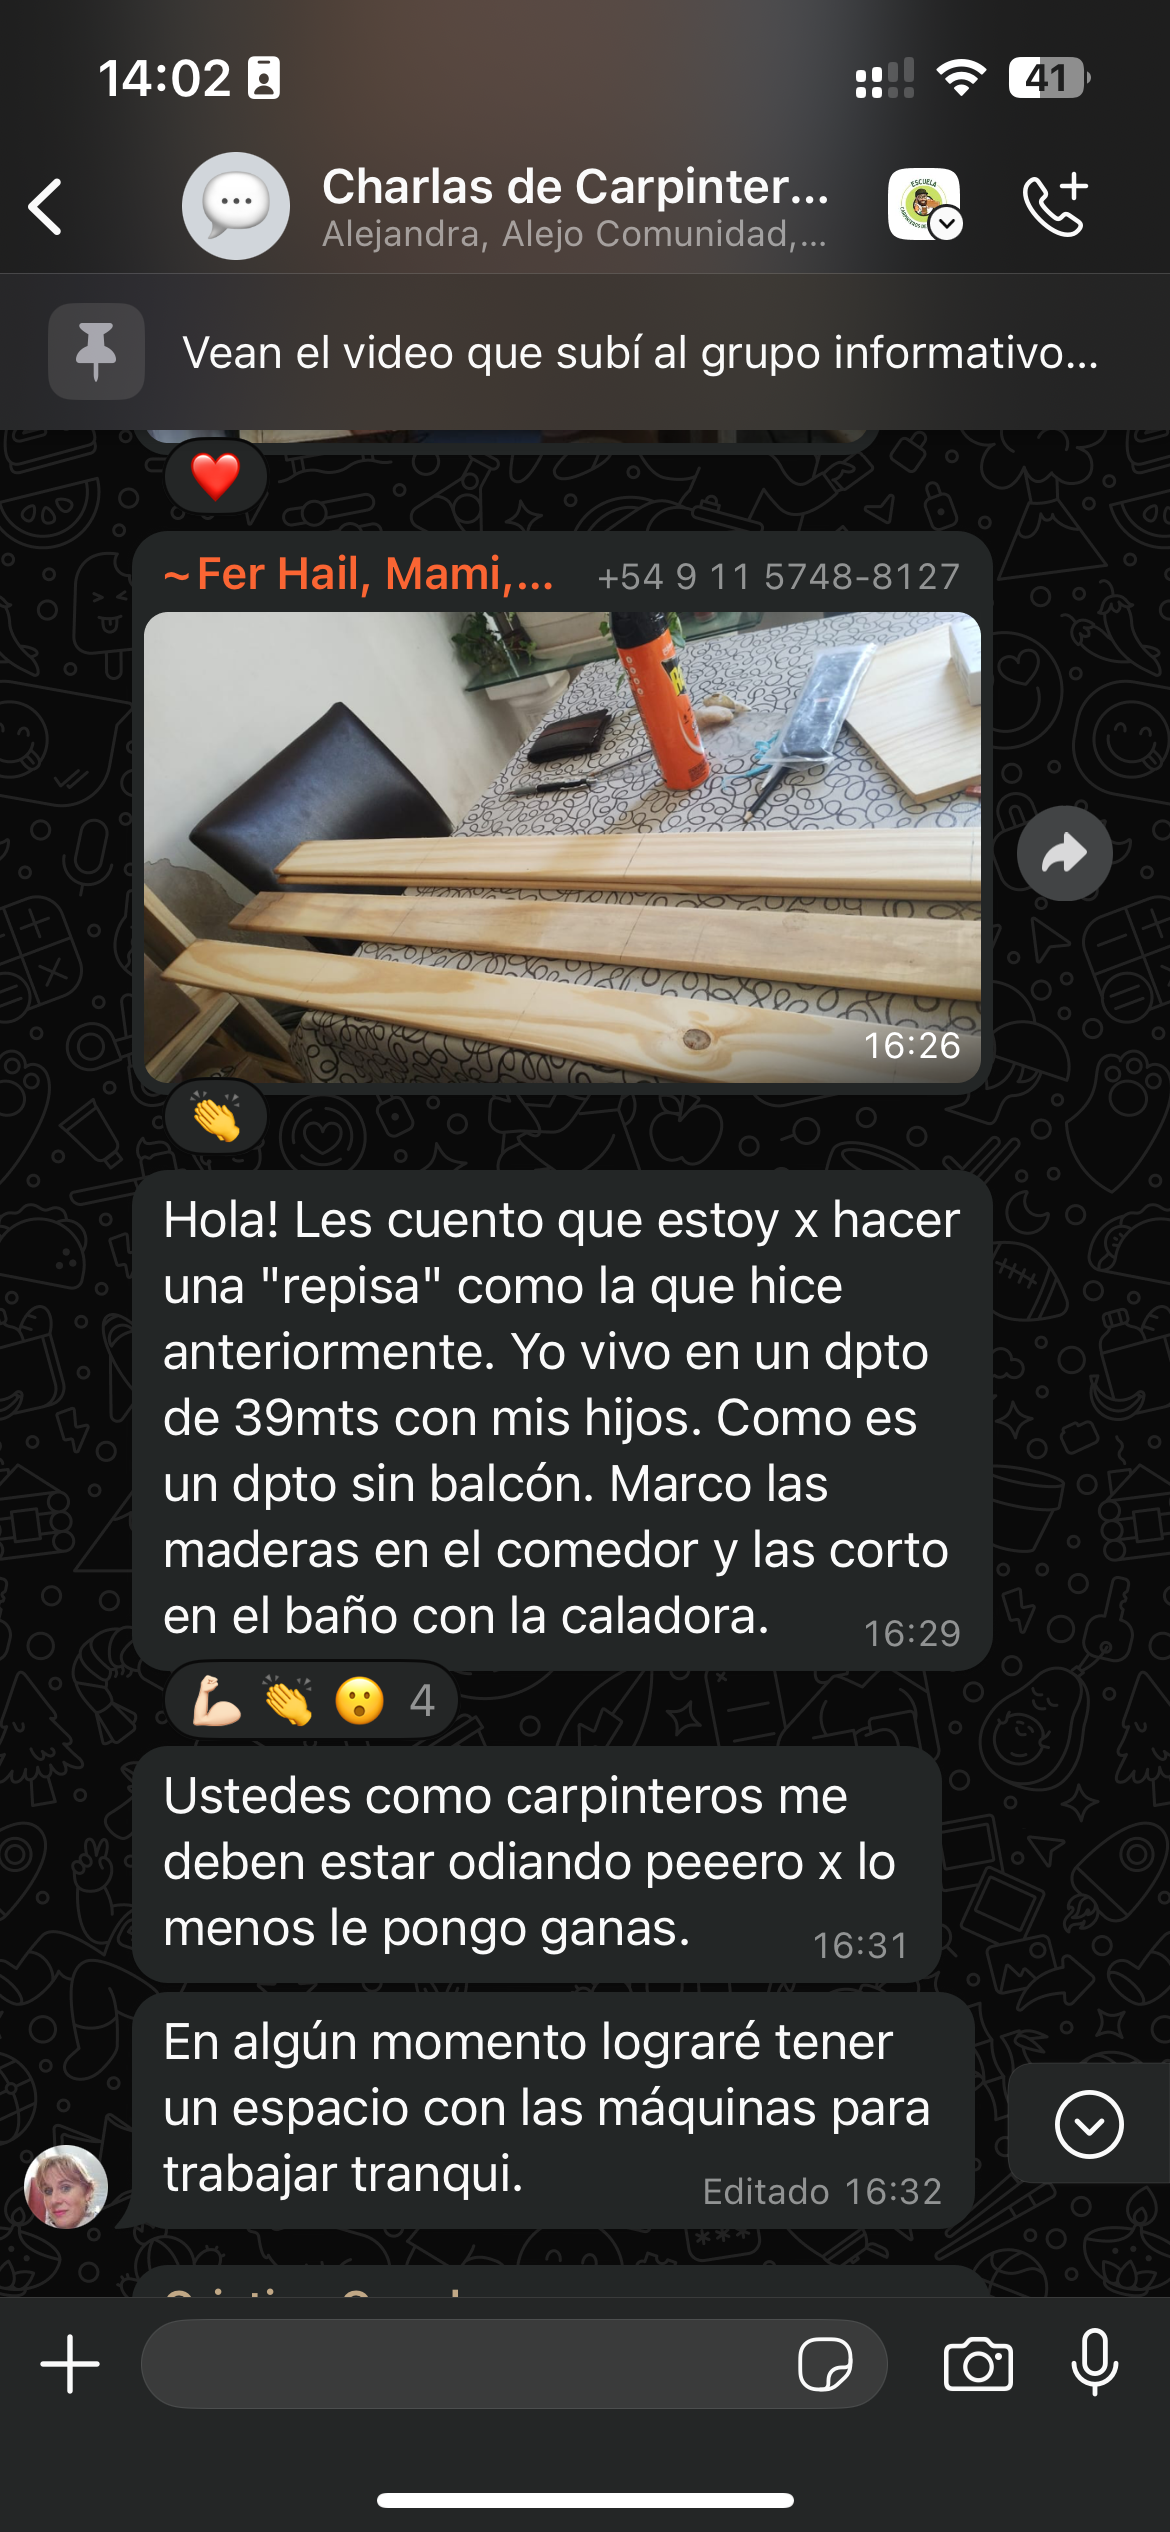 14:02
41
Charlas de Carpinter...
Alejandra, Alejo Comunidad,...
ESCUELA
Vean el video que subí al grupo informativo...
~Fer Hail, Mami,... +54 9 11 5748-8127
16:26
Hola! Les cuento que estoy x hacer
una "repisa" como la que hice
anteriormente. Yo vivo en un dpto
de 39mts con mis hijos. Como es
un dpto sin balcón. Marco las
maderas en el comedor y las corto
en el baño con la caladora. 16:29
4
Ustedes como carpinteros me
deben estar odiando peeero x lo
menos le pongo ganas. 16:31
En algún momento lograré tener
un espacio con las máquinas para
trabajar tranqui. Editado 16:32